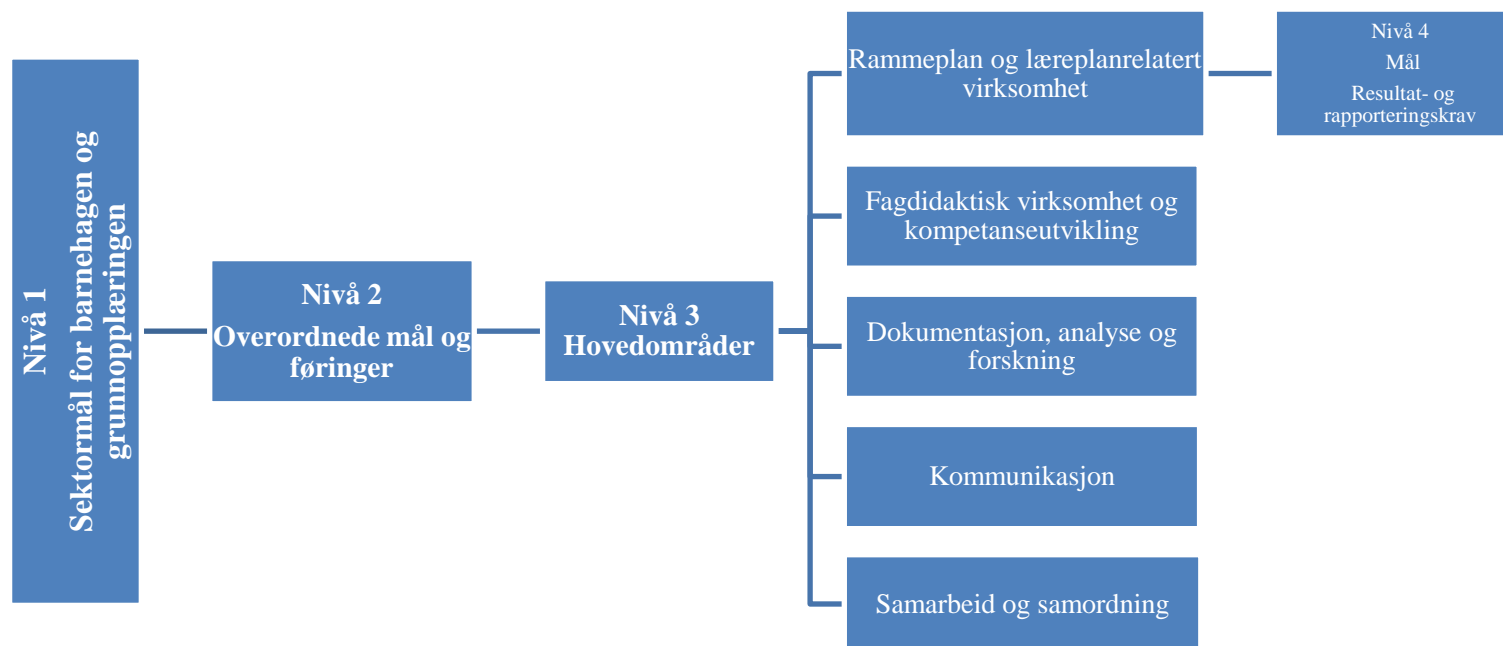 Nivå 1
Sektormål for barnehagen og
grunnopplæringen
Nivå 2
Overordnede mål og
føringer
Nivå 3
Hovedområder
Rammeplan og læreplanrelatert
virksomhet
Nivå 4
Mål
Resultat- og
rapporteringskrav
Fagdidaktisk virksomhet og
kompetanseutvikling
Dokumentasjon, analyse og
forskning
Kommunikasjon
Samarbeid og samordning